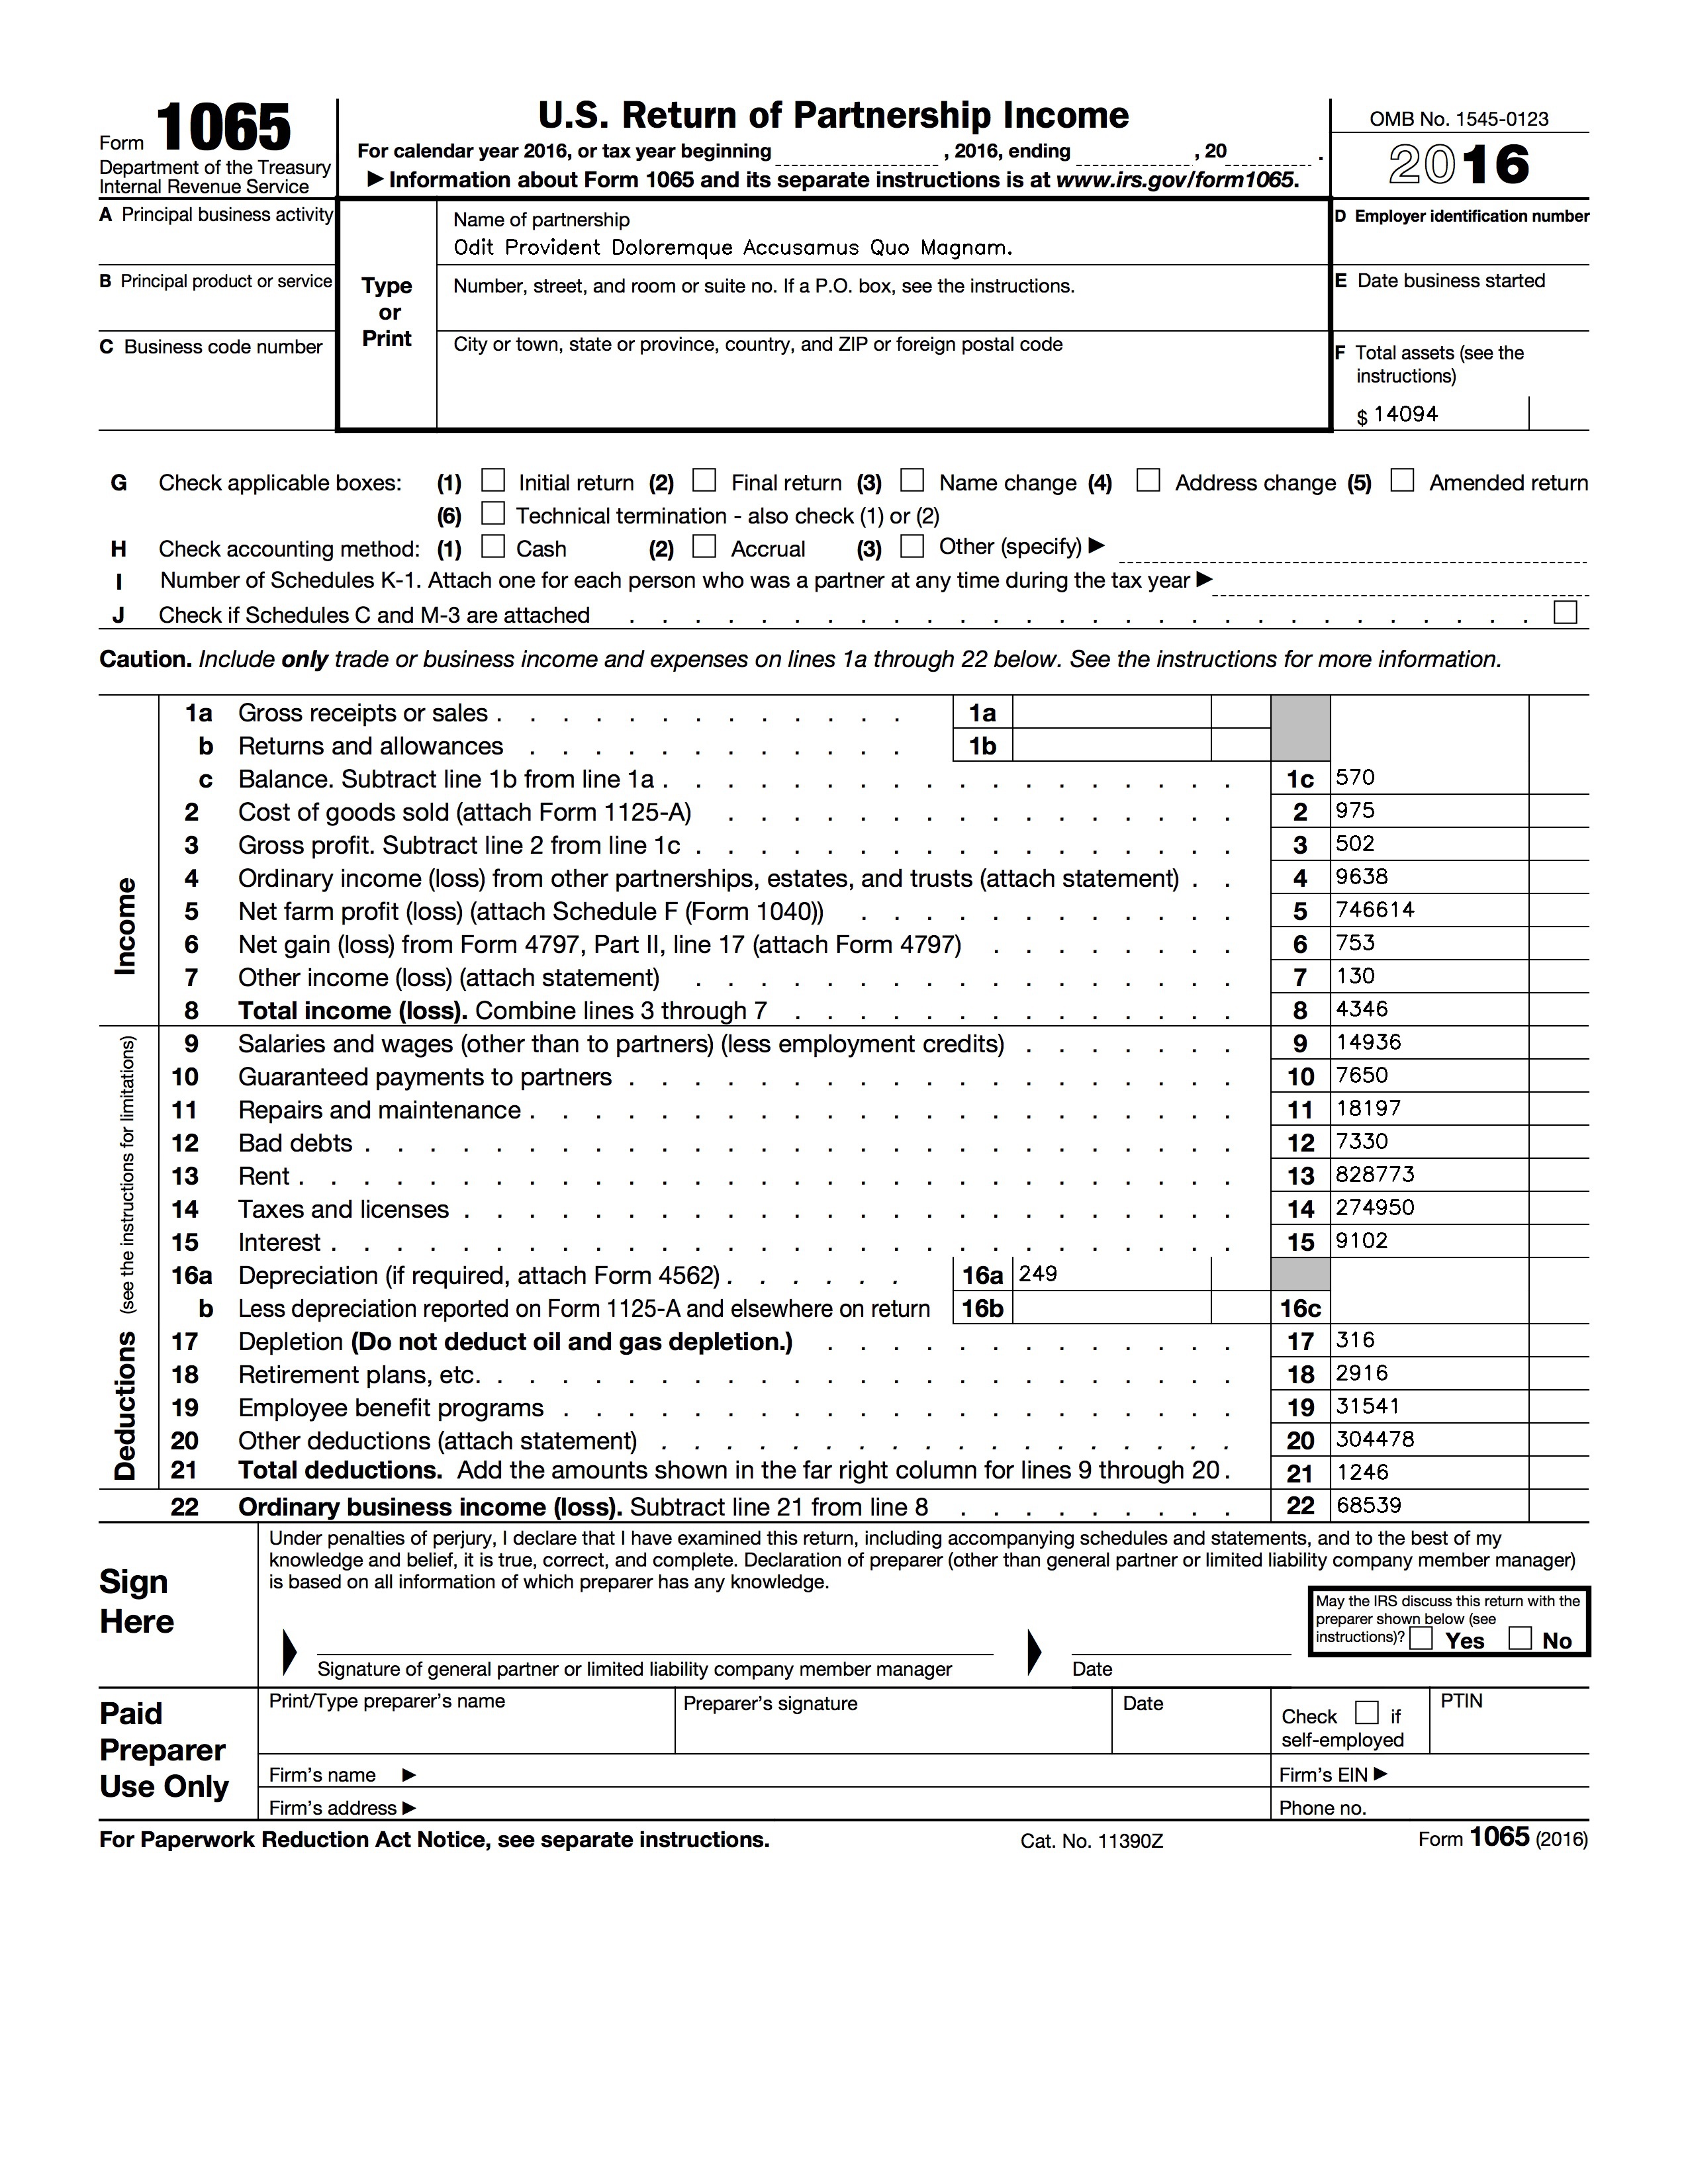 Form 1065
Department of the Treasury
Internal Revenue Service
U.S. Return of Partnership Income
For calendar year 2016, or tax year beginning , 2016, ending , 20 .
▶ Information about Form 1065 and its separate instructions is at www.irs.gov/form1065.
OMB No. 1545-0123
2016
A Principal business activity
B Principal product or service
C Business code number
Type
or
Print
Name of partnership
Odit Provident Doloremque Accusamus Quo Magnam.
Number, street, and room or suite no. If a P.O. box, see the instructions.
City or town, state or province, country, and ZIP or foreign postal code
D Employer identification number
E Date business started
F Total assets (see the
instructions)
$ 14094
G Check applicable boxes: (1) Initial return (2) Final return (3) Name change (4) Address change (5) Amended return
(6) Technical termination - also check (1) or (2)
H Check accounting method: (1) Cash (2) Accrual (3) Other (specify) ▶
I Number of Schedules K-1. Attach one for each person who was a partner at any time during the tax year ▶
J Check if Schedules C and M-3 are attached
Caution. Include only trade or business income and expenses on lines 1a through 22 below. See the instructions for more information.
Income
1a Gross receipts or sales 1a
b Returns and allowances 1b
c Balance. Subtract line 1b from line 1a 1c 570
2 Cost of goods sold (attach Form 1125-A) 2 975
3 Gross profit. Subtract line 2 from line 1c 3 502
4 Ordinary income (loss) from other partnerships, estates, and trusts (attach statement) 4 9638
5 Net farm profit (loss) (attach Schedule F (Form 1040)) 5 746614
6 Net gain (loss) from Form 4797, Part II, line 17 (attach Form 4797) 6 753
7 Other income (loss) (attach statement) 7 130
8 Total income (loss). Combine lines 3 through 7 8 4346
Deductions (see the instructions for limitations)
9 Salaries and wages (other than to partners) (less employment credits) 9 14936
10 Guaranteed payments to partners 10 7650
11 Repairs and maintenance 11 18197
12 Bad debts 12 7330
13 Rent 13 828773
14 Taxes and licenses 14 274950
15 Interest 15 9102
16a Depreciation (if required, attach Form 4562) 16a 249
b Less depreciation reported on Form 1125-A and elsewhere on return 16b 16c
17 Depletion (Do not deduct oil and gas depletion.) 17 316
18 Retirement plans, etc. 18 2916
19 Employee benefit programs 19 31541
20 Other deductions (attach statement) 20 304478
21 Total deductions. Add the amounts shown in the far right column for lines 9 through 20 21 1246
22 Ordinary business income (loss). Subtract line 21 from line 8 22 68539
Sign
Here
Under penalties of perjury, I declare that I have examined this return, including accompanying schedules and statements, and to the best of my
knowledge and belief, it is true, correct, and complete. Declaration of preparer (other than general partner or limited liability company member manager)
is based on all information of which preparer has any knowledge.
Signature of general partner or limited liability company member manager
Date
May the IRS discuss this return with the
preparer shown below (see
instructions)? Yes No
Paid
Preparer
Use Only
Print/Type preparer's name
Preparer's signature
Date
Check if
self-employed
PTIN
Firm's name ▶
Firm's EIN ▶
Firm's address ▶
Phone no.
For Paperwork Reduction Act Notice, see separate instructions. Cat. No. 11390Z Form 1065 (2016)